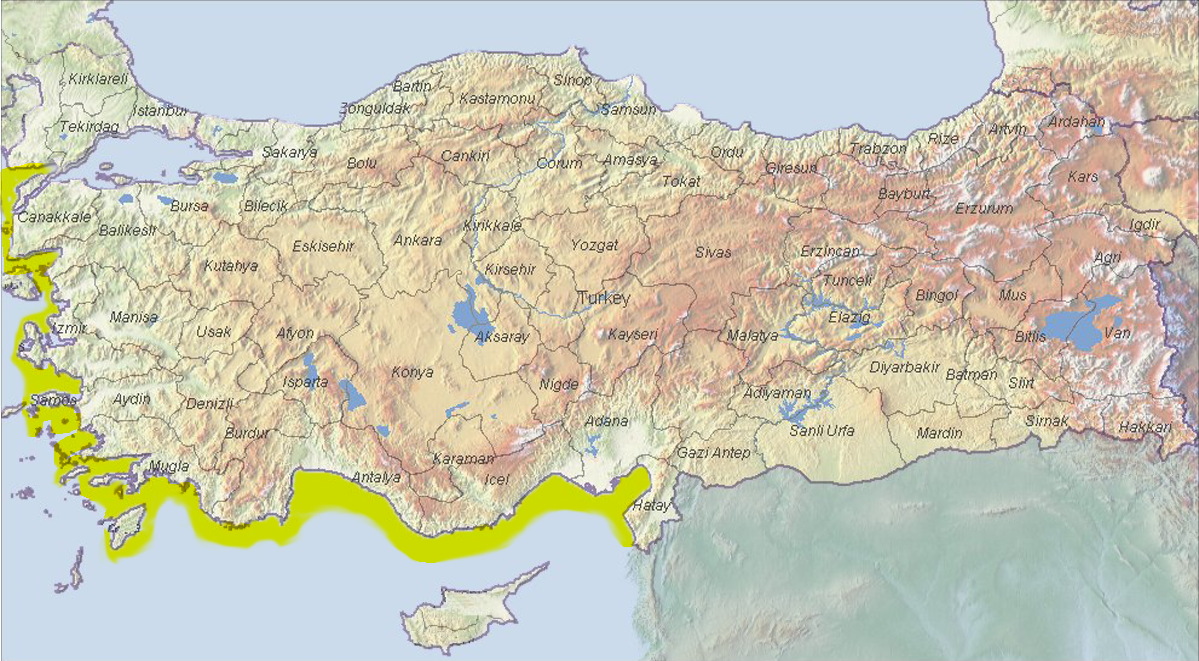 Kirklareli
Bartin
Sinop
Kastamonu
Istanbul
Zonguldak
Samsun
Tekirdag
Ardahan
Artvin
Rize
Sakarya
Bolu
Cankiri
Corum
Amasya
Ordu
Trabzon
Giresun
Kars
Tokat
Bayburt
Canakkale
Bursa
Bilecik
Erzurum
Balikesir
Kirikkale
Igdir
Eskisehir
Ankara
Yozgat
Sivas
Erzincan
Agri
Kutahya
Kirsehir
Tunceli
Turkey
Bingol
Mus
Manisa
Elazig
Izmir
Usak
Afyon
Aksaray
Kayseri
Malatya
Bitlis
Van
Konya
Diyarbakir
Batman
Siirt
Isparta
Nigde
Adiyaman
Samos
Aydin
Denizli
Burdur
Adana
Sanli Urfa
Mardin
Sirnak
Hakkari
Mugla
Karaman
Gazi Antep
Antalya
Icel
Hatay